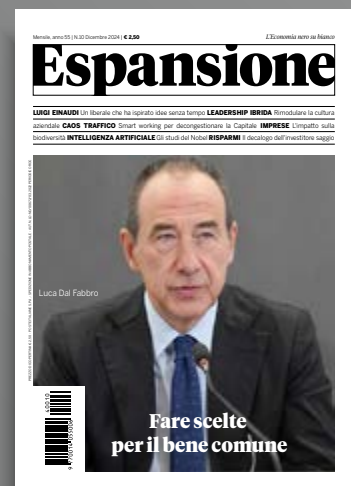 Mensile, anno 55 | N.10 Dicembre 2024 | € 2,50
L'Economia nero su bianco
Espansione
LUIGI EINAUDI Un liberale che ha ispirato idee senza tempo LEADERSHIP IBRIDA Rimodulare la cultura
aziendale CAOS TRAFFICO Smart working per decongestionare la Capitale IMPRESE L'impatto sulla
biodiversità INTELLIGENZA ARTIFICIALE Gli studi del Nobel RISPARMI Il decalogo dell'investitore saggio
Luca Dal Fabbro
Fare scelte
per il bene comune
40010